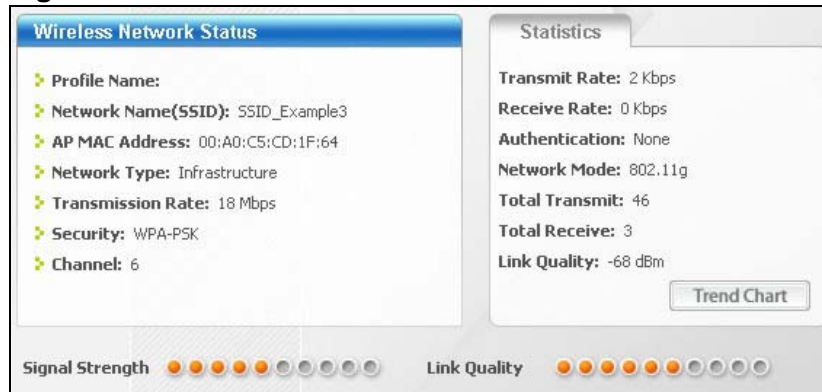 Wireless Network Status
Profile Name:
Network Name(SSID): SSID_Example3
AP MAC Address: 00:A0:C5:CD:1F:64
Network Type: Infrastructure
Transmission Rate: 18 Mbps
Security: WPA-PSK
Channel: 6
Statistics
Transmit Rate: 2 Kbps
Receive Rate: 0 Kbps
Authentication: None
Network Mode: 802.11g
Total Transmit: 46
Total Receive: 3
Link Quality: -68 dBm
Trend Chart
Signal Strength
Link Quality